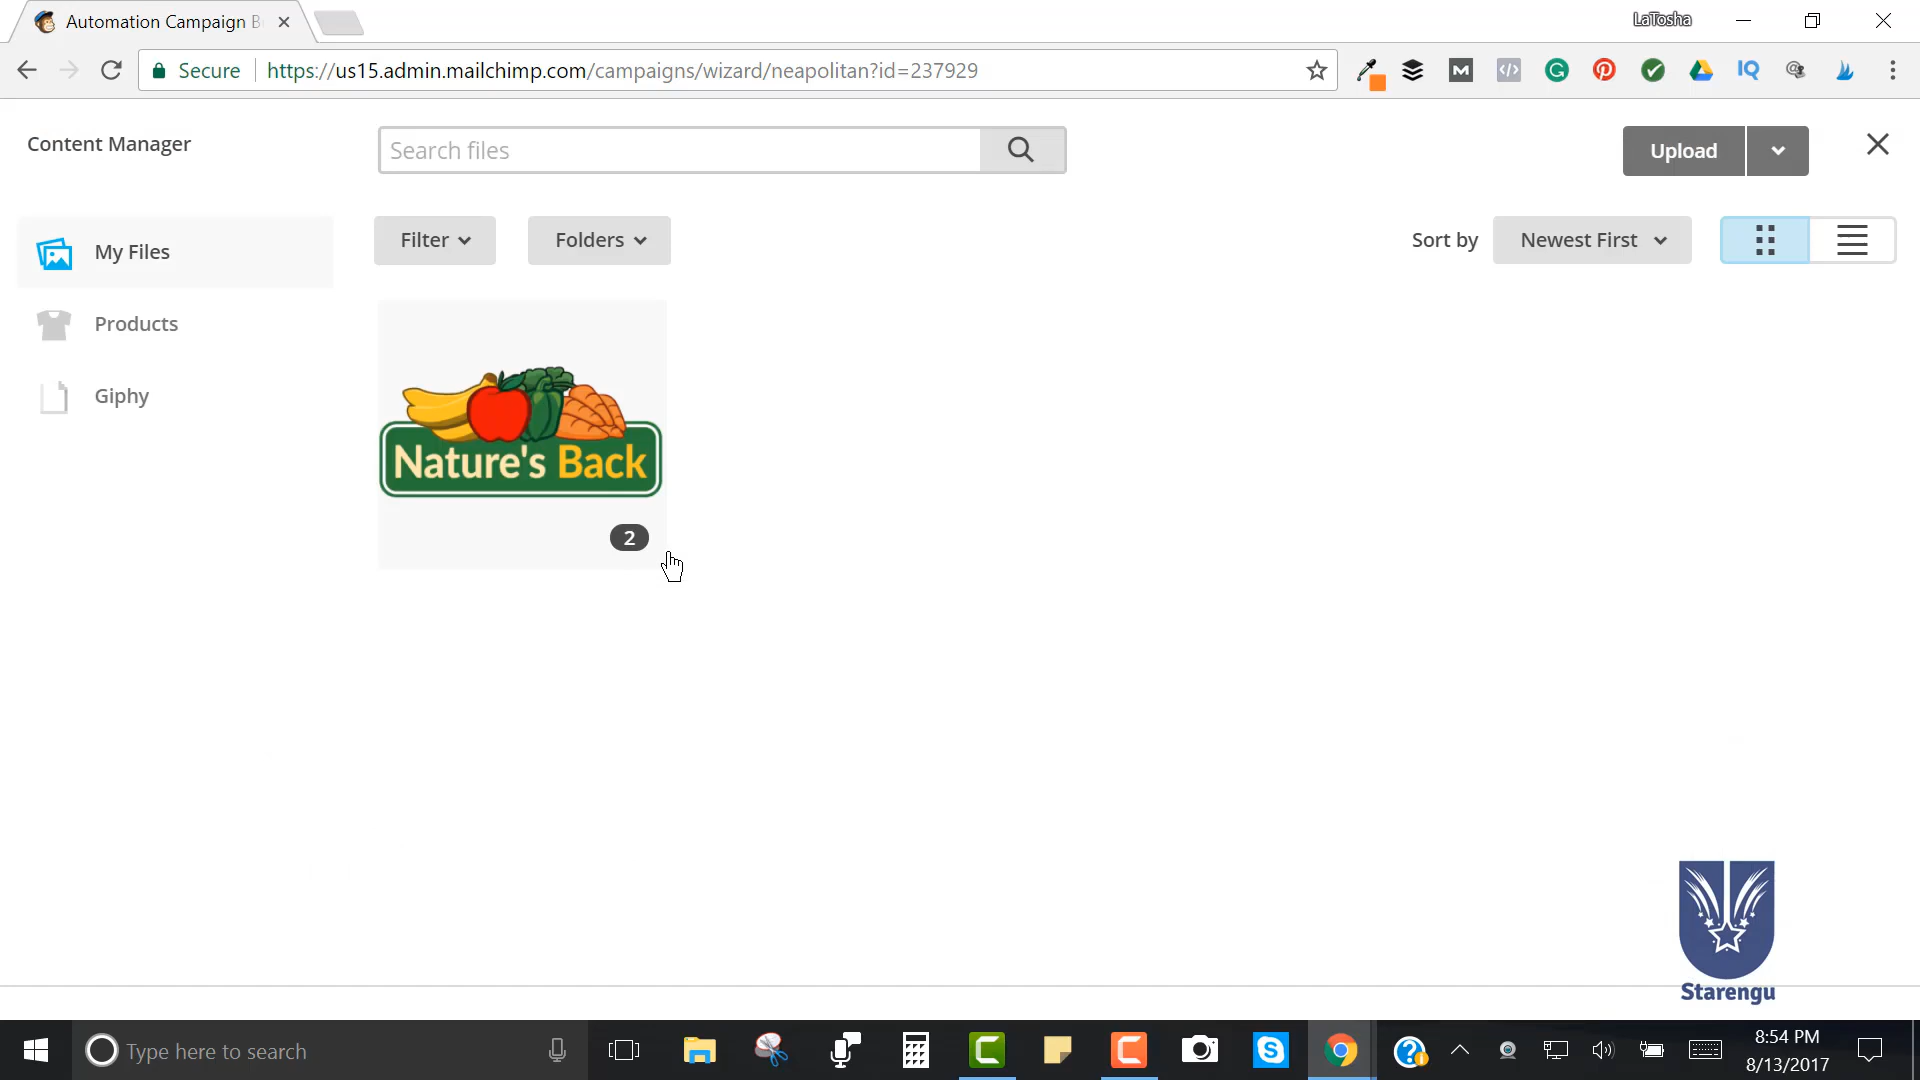 Automation Campaign B
LaTosha
Secure
https://us15.admin.mailchimp.com/campaigns/wizard/neapolitan?id=237929
Content Manager
Search files
Upload
My Files
Filter
Folders
Sort by
Newest First
Products
Giphy
Nature's Back
2
Starengu
Type here to search
8:54 PM
8/13/2017